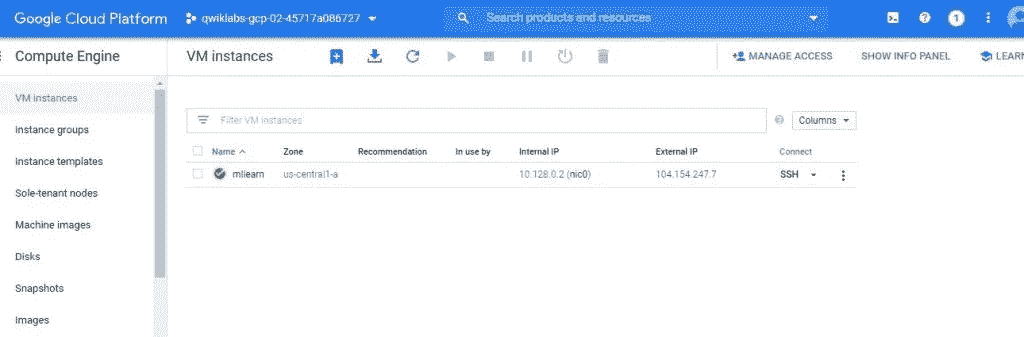 Google Cloud Platform qwiklabs-gcp-02-45717a086727 Search products and resources 1
Compute Engine VM instances MANAGE ACCESS SHOW INFO PANEL LEARN
VM instances
Instance groups
Instance templates
Sole-tenant nodes
Machine images
Disks
Snapshots
Images
Filter VM instances Columns
Name Zone Recommendation In use by Internal IP External IP Connect
mlearn us-central1-a 10.128.0.2 (nic0) 104.154.247.7 SSH